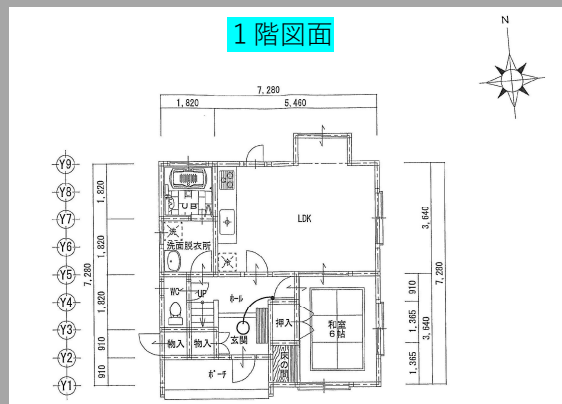 1階図面
N
7,280
1,820
5,460
Y9
Y8
Y7
Y6
Y5
Y4
Y3
Y2
Y1
7,280
1,820
1,820
1,820
910
910
UB
洗面脱衣所
LDK
WC
UP
ホール
物入
物入
玄関
押入
和室
6帖
床の間
ポーチ
910
1,365
1,365
3,640
3,640
7,280